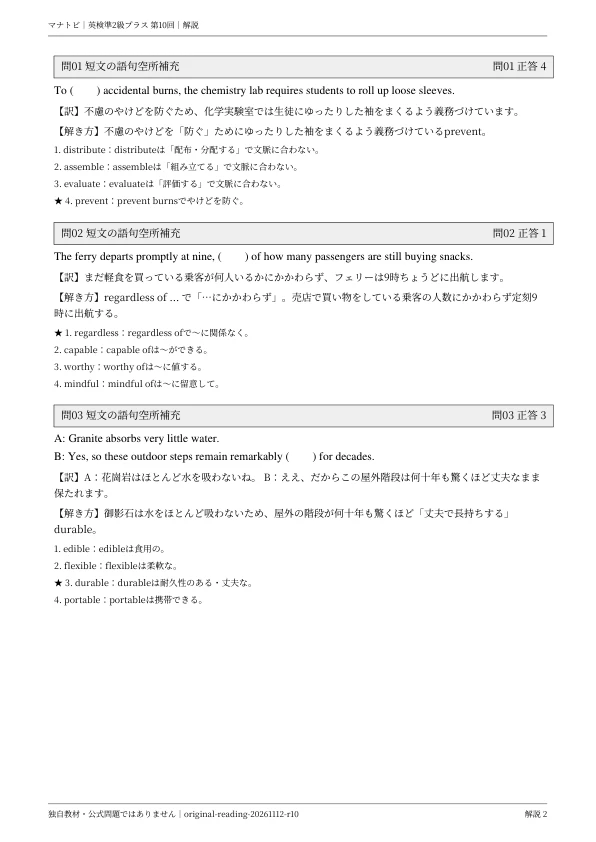 マナトビ｜英検準2級プラス 第10回｜解説
問01 短文の語句空所補充 問01 正答 4
To (　　) accidental burns, the chemistry lab requires students to roll up loose sleeves.
【訳】不慮のやけどを防ぐため、化学実験室では生徒にゆったりした袖をまくるよう義務づけています。
【解き方】不慮のやけどを「防ぐ」ためにゆったりした袖をまくるよう義務づけているprevent。
1. distribute：distributeは「配布・分配する」で文脈に合わない。
2. assemble：assembleは「組み立てる」で文脈に合わない。
3. evaluate：evaluateは「評価する」で文脈に合わない。
★ 4. prevent：prevent burnsでやけどを防ぐ。
問02 短文の語句空所補充 問02 正答 1
The ferry departs promptly at nine, (　　) of how many passengers are still buying snacks.
【訳】まだ軽食を買っている乗客が何人いるかにかかわらず、フェリーは9時ちょうどに出航します。
【解き方】regardless of … で「…にかかわらず」。売店で買い物をしている乗客の人数にかかわらず定刻9
時に出航する。
★ 1. regardless：regardless ofで〜に関係なく。
2. capable：capable ofは〜ができる。
3. worthy：worthy ofは〜に値する。
4. mindful：mindful ofは〜に留意して。
問03 短文の語句空所補充 問03 正答 3
A: Granite absorbs very little water.
B: Yes, so these outdoor steps remain remarkably (　　) for decades.
【訳】A：花崗岩はほとんど水を吸わないね。 B：ええ、だからこの屋外階段は何十年も驚くほど丈夫なまま
保たれます。
【解き方】御影石は水をほとんど吸わないため、屋外の階段が何十年も驚くほど「丈夫で長持ちする」
durable。
1. edible：edibleは食用の。
2. flexible：flexibleは柔軟な。
★ 3. durable：durableは耐久性のある・丈夫な。
4. portable：portableは携帯できる。
独自教材・公式問題ではありません｜original-reading-20261112-r10 解説 2